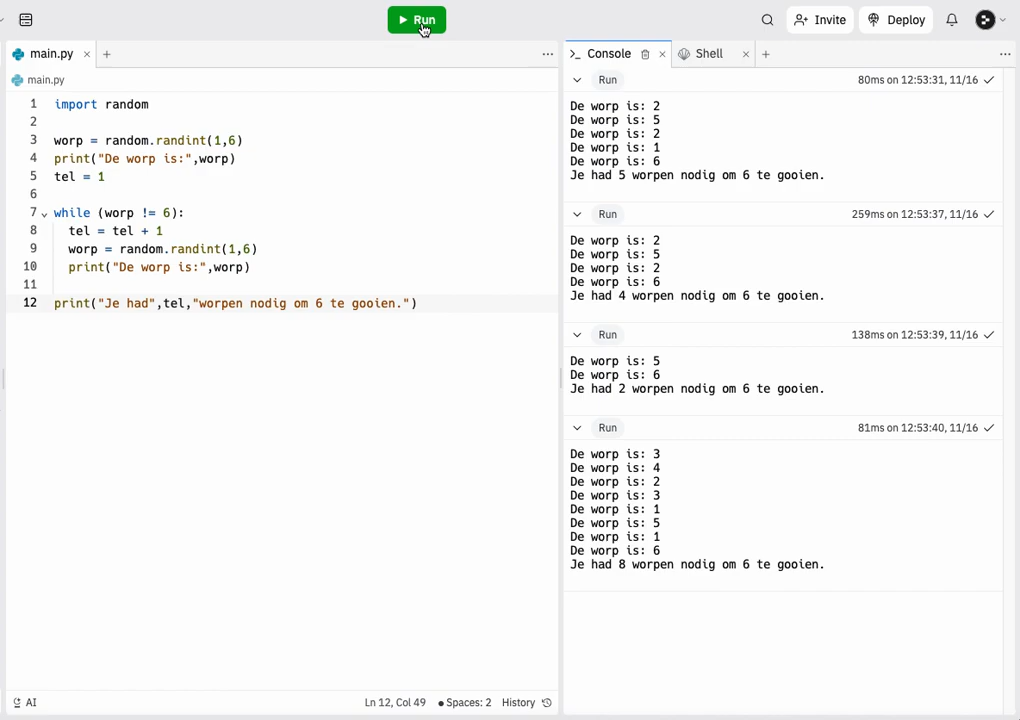 Run
Invite
Deploy
main.py
Console
Shell
main.py
1 import random
2
3 worp = random.randint(1,6)
4 print("De worp is:",worp)
5 tel = 1
6
7 while (worp != 6):
8 tel = tel + 1
9 worp = random.randint(1,6)
10 print("De worp is:",worp)
11
12 print("Je had",tel,"worpen nodig om 6 te gooien.")
Run 80ms on 12:53:31, 11/16
De worp is: 2
De worp is: 5
De worp is: 2
De worp is: 1
De worp is: 6
Je had 5 worpen nodig om 6 te gooien.
Run 259ms on 12:53:37, 11/16
De worp is: 2
De worp is: 5
De worp is: 2
De worp is: 6
Je had 4 worpen nodig om 6 te gooien.
Run 138ms on 12:53:39, 11/16
De worp is: 5
De worp is: 6
Je had 2 worpen nodig om 6 te gooien.
Run 81ms on 12:53:40, 11/16
De worp is: 3
De worp is: 4
De worp is: 2
De worp is: 3
De worp is: 1
De worp is: 5
De worp is: 1
De worp is: 6
Je had 8 worpen nodig om 6 te gooien.
AI
Ln 12, Col 49
Spaces: 2
History